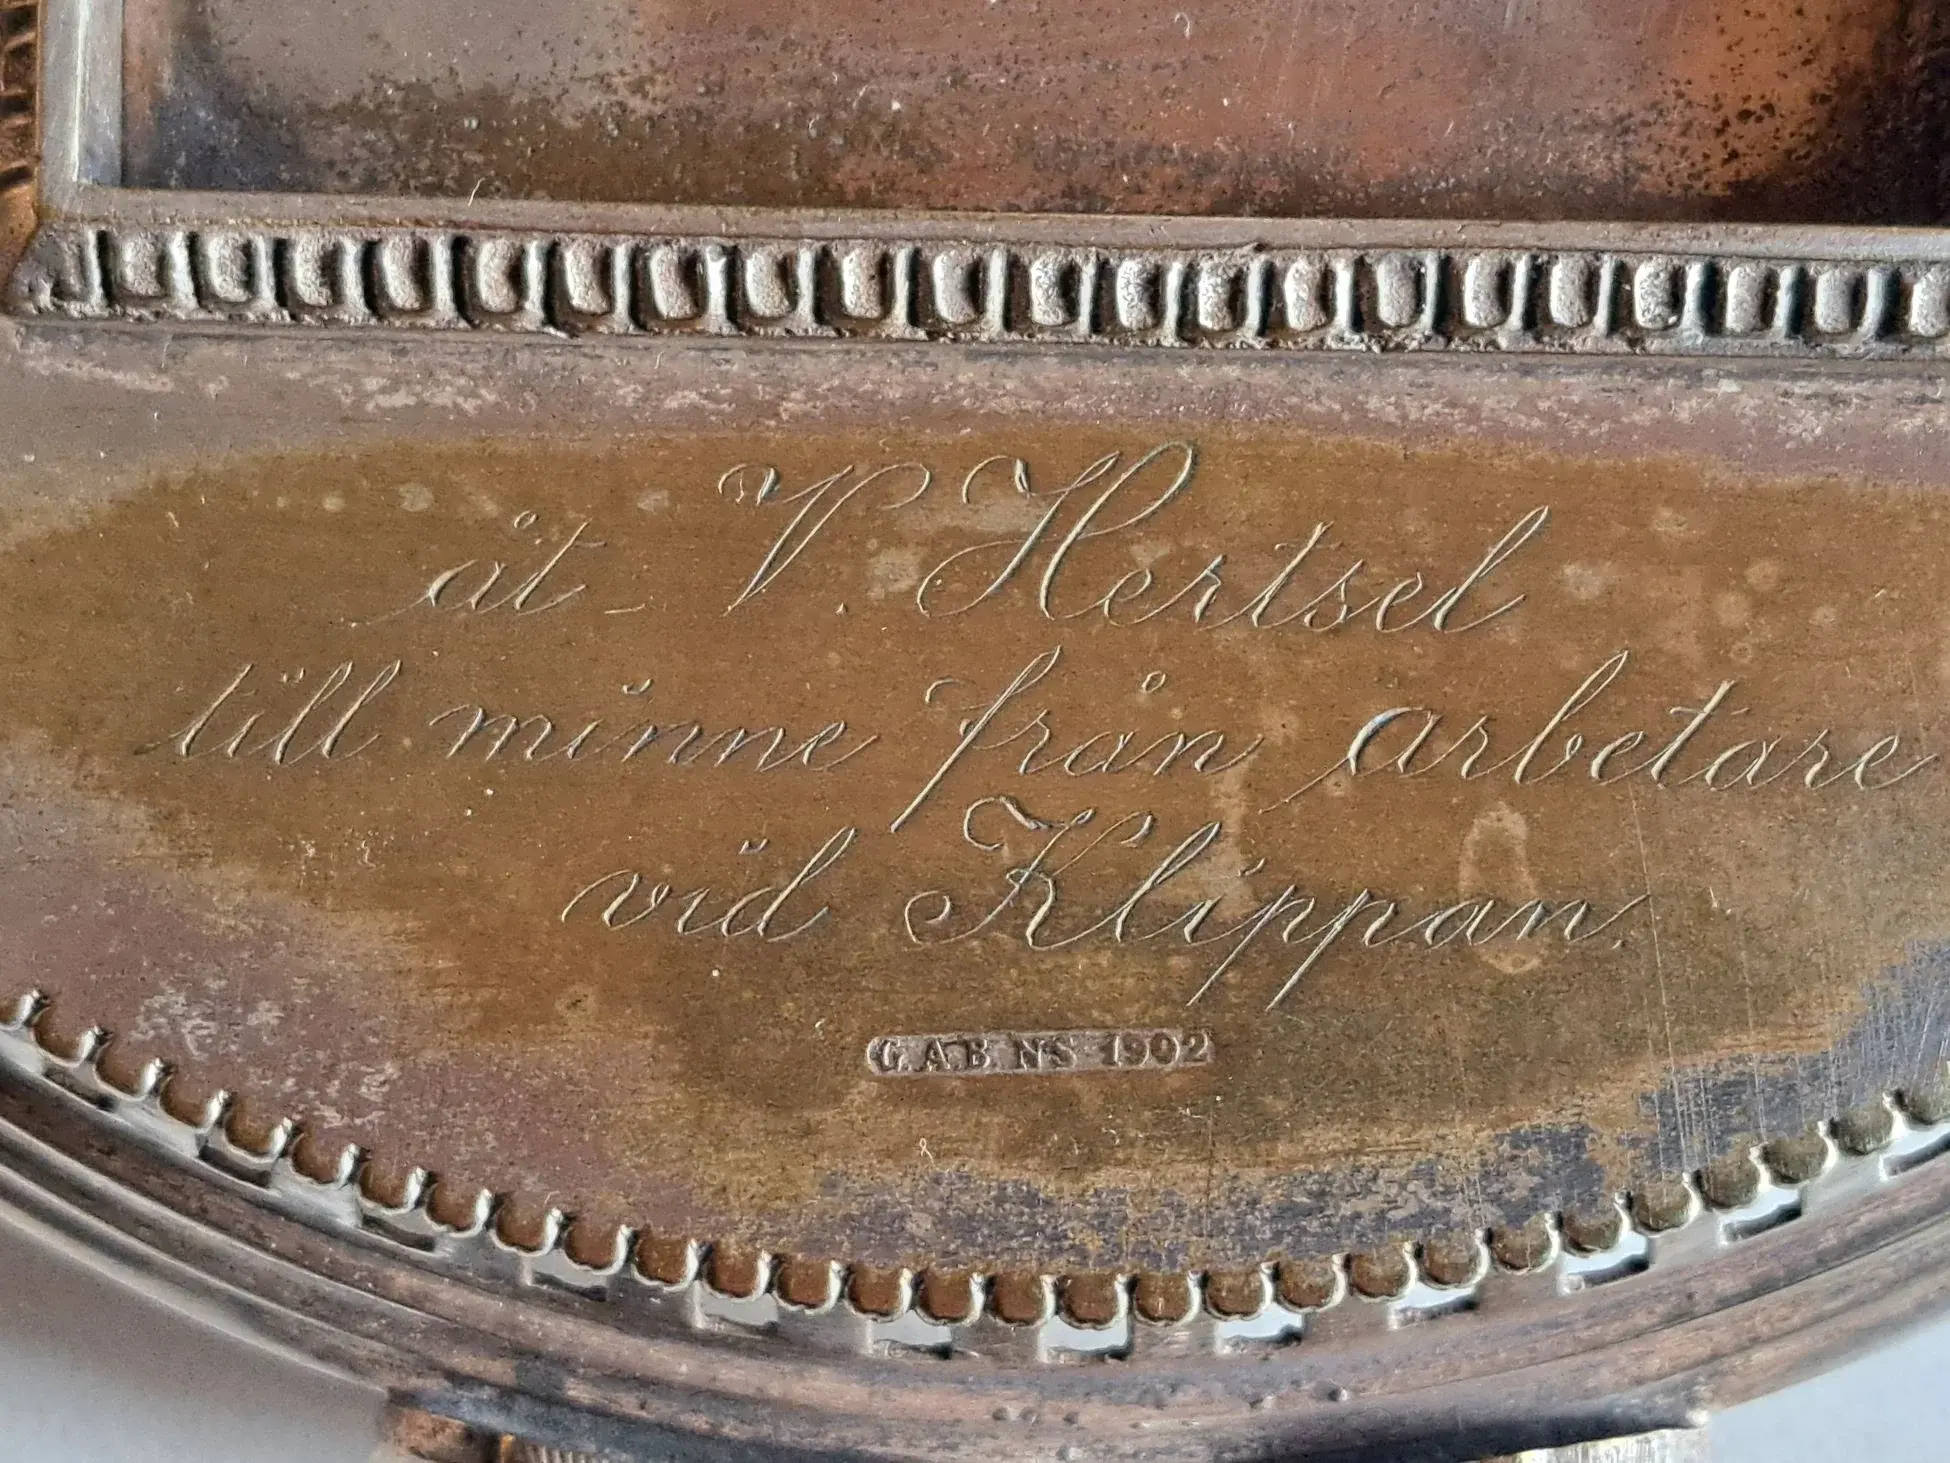 åt V. Hertsel
till minne från arbetare
vid Klippan.
G.A.B. NS 1902